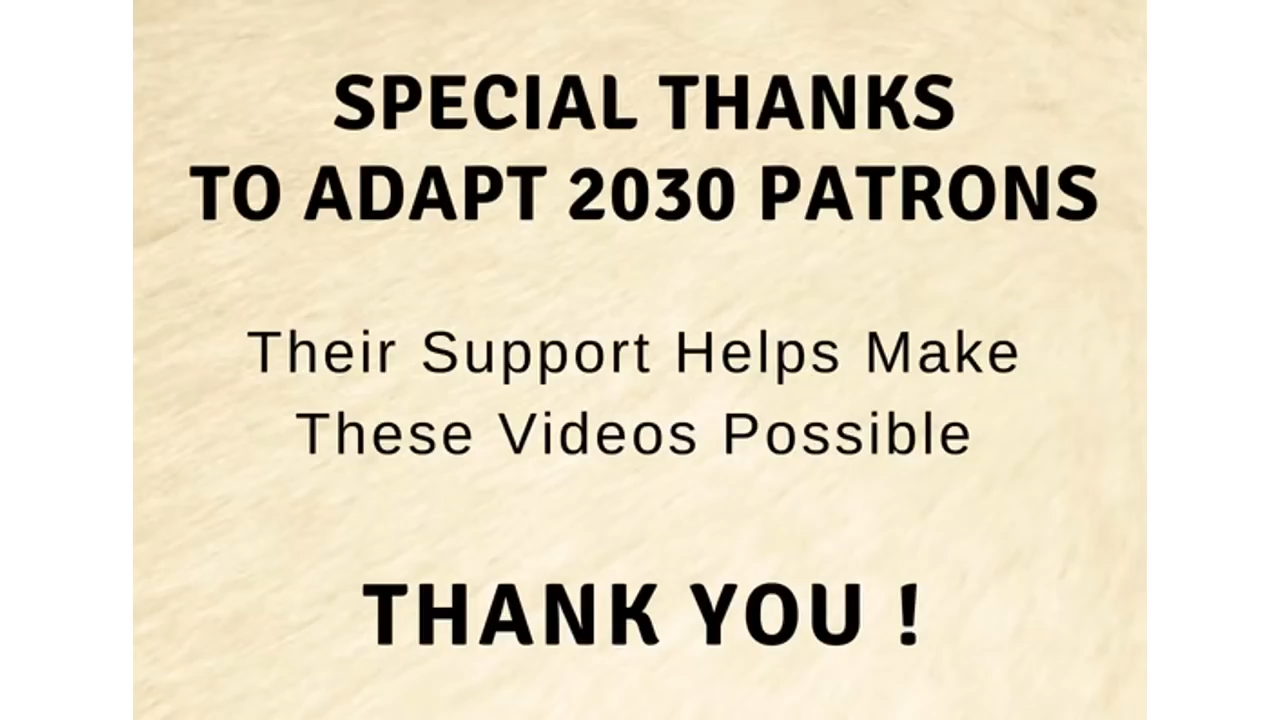 SPECIAL THANKS
TO ADAPT 2030 PATRONS
Their Support Helps Make
These Videos Possible
THANK YOU !